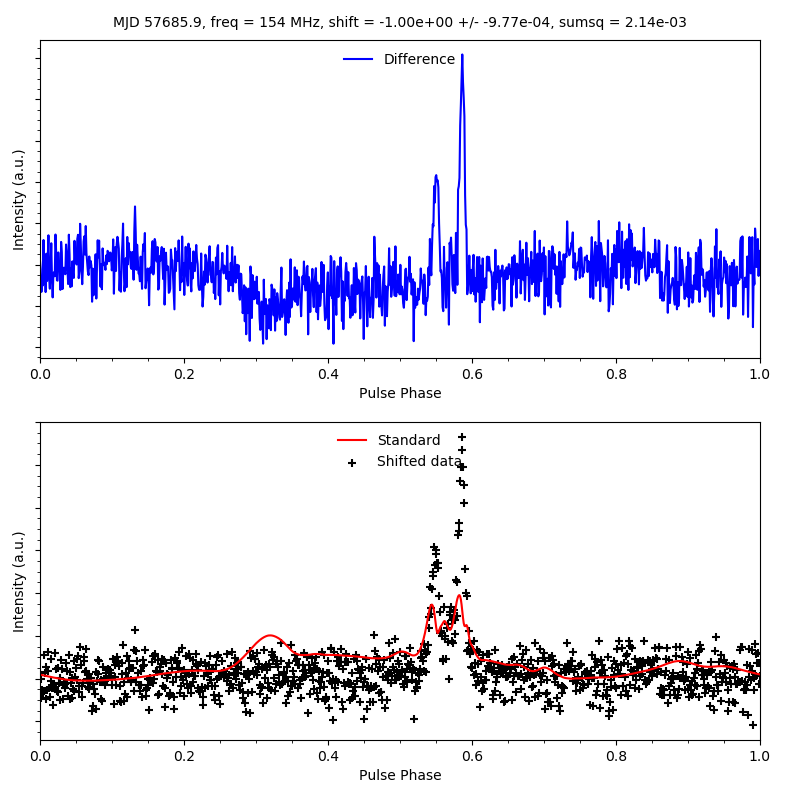 MJD 57685.9, freq = 154 MHz, shift = -1.00e+00 +/- -9.77e-04, sumsq = 2.14e-03
Difference
Intensity (a.u.)
0.0 0.2 0.4 0.6 0.8 1.0
Pulse Phase
Standard
Shifted data
Intensity (a.u.)
0.0 0.2 0.4 0.6 0.8 1.0
Pulse Phase